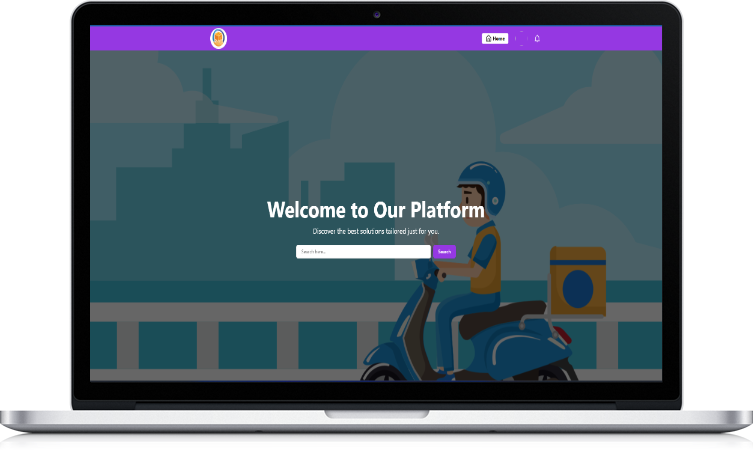 Home
Welcome to Our Platform
Discover the best solutions tailored just for you.
Search here...
Search